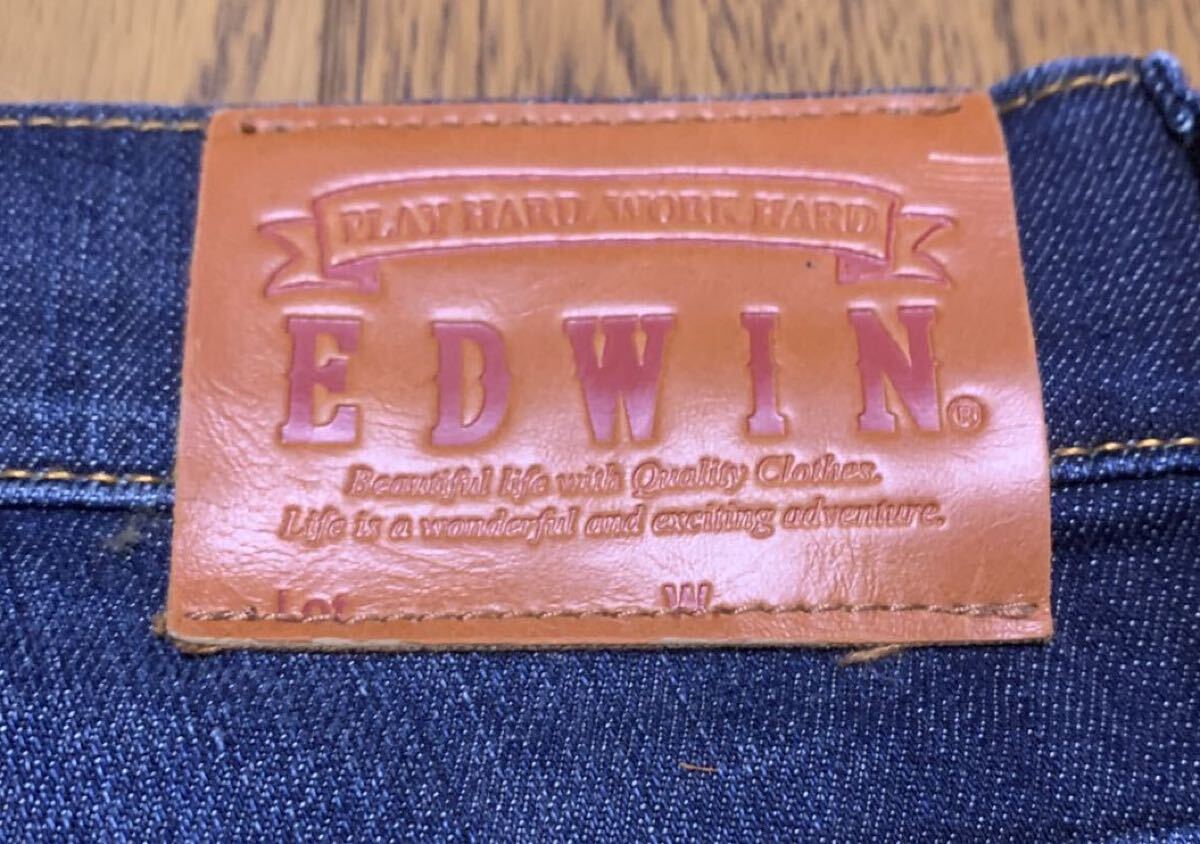 PLAY HARD. WORK HARD
EDWIN®
Beautiful life with Quality Clothes.
Life is a wonderful and exciting adventure.
Lot W